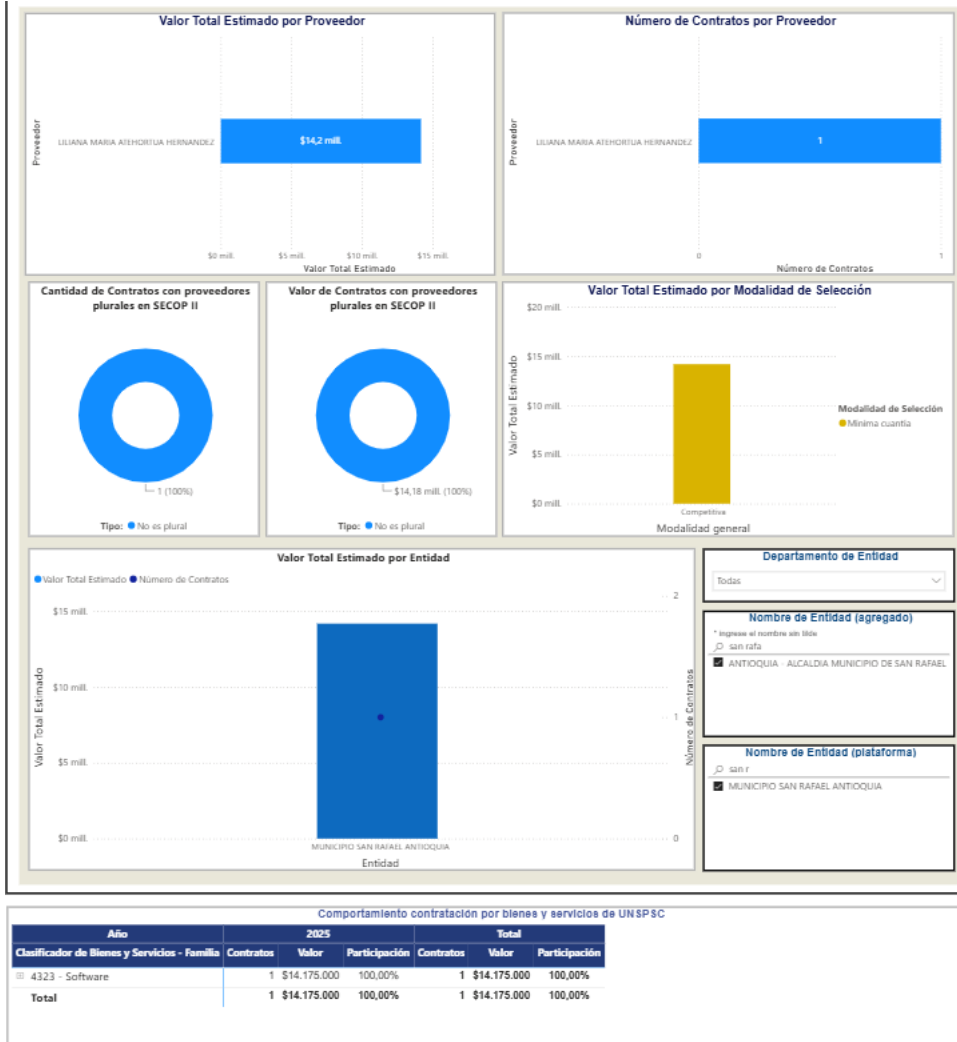 Valor Total Estimado por Proveedor
Proveedor
LILIANA MARIA ATEHORTUA HERNANDEZ
$14,2 mill.
$0 mill.
$5 mill.
$10 mill.
$15 mill.
Valor Total Estimado
Número de Contratos por Proveedor
Proveedor
LILIANA MARIA ATEHORTUA HERNANDEZ
1
0
1
Número de Contratos
Cantidad de Contratos con proveedores
plurales en SECOP II
1 (100%)
Tipo: No es plural
Valor de Contratos con proveedores
plurales en SECOP II
$14,18 mill. (100%)
Tipo: No es plural
Valor Total Estimado por Modalidad de Selección
Valor Total Estimado
$20 mill.
$15 mill.
$10 mill.
$5 mill.
$0 mill.
Competitiva
Modalidad general
Modalidad de Selección
Mínima cuantía
Valor Total Estimado por Entidad
Valor Total Estimado Número de Contratos
Valor Total Estimado
$15 mill.
$10 mill.
$5 mill.
$0 mill.
2
1
0
Número de Contratos
MUNICIPIO SAN RAFAEL ANTIOQUIA
Entidad
Departamento de Entidad
Todas
Nombre de Entidad (agregado)
* Ingrese el nombre sin tilde
san rafa
ANTIOQUIA - ALCALDIA MUNICIPIO DE SAN RAFAEL
Nombre de Entidad (plataforma)
san r
MUNICIPIO SAN RAFAEL ANTIOQUIA
Comportamiento contratación por bienes y servicios de UNSPSC
Año 2025 Total
Clasificador de Bienes y Servicios - Familia Contratos Valor Participación Contratos Valor Participación
4323 - Software 1 $14.175.000 100,00% 1 $14.175.000 100,00%
Total 1 $14.175.000 100,00% 1 $14.175.000 100,00%